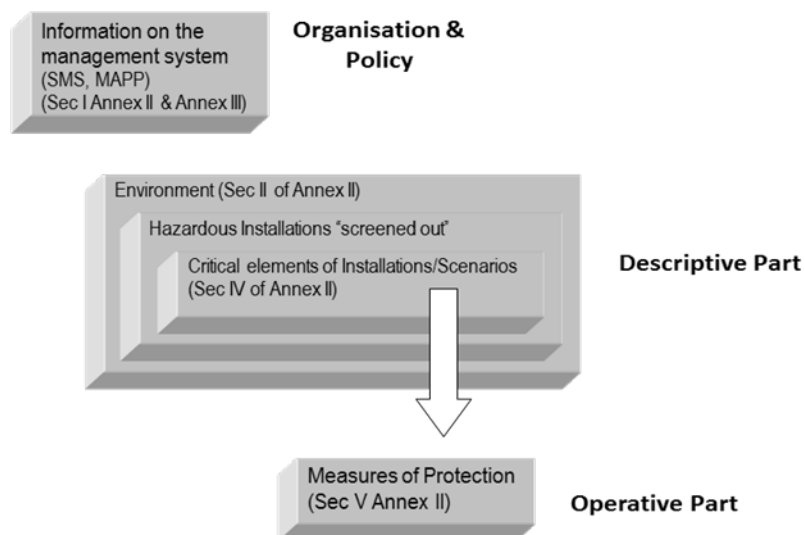 Information on the
management system
(SMS, MAPP)
(Sec I Annex II & Annex III)
Organisation &
Policy
Environment (Sec II of Annex II)
Hazardous Installations "screened out"
Critical elements of Installations/Scenarios
(Sec IV of Annex II)
Descriptive Part
Measures of Protection
(Sec V Annex II)
Operative Part